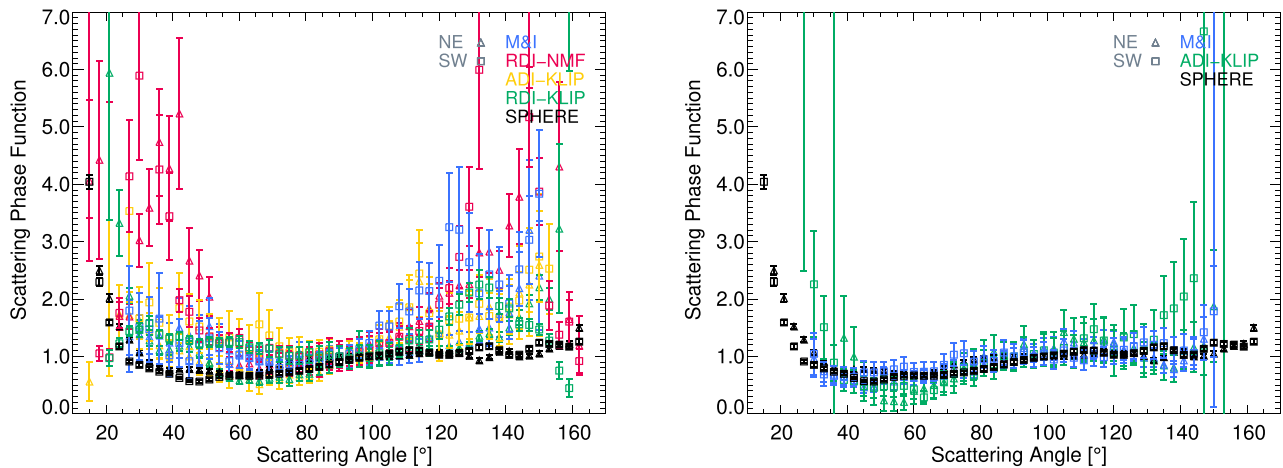 7.0
6.0
5.0
4.0
3.0
2.0
1.0
0.0
Scattering Phase Function
NE M&I
SW RDI-NMF
ADI-KLIP
RDI-KLIP
SPHERE
20 40 60 80 100 120 140 160
Scattering Angle [°]
7.0
6.0
5.0
4.0
3.0
2.0
1.0
0.0
Scattering Phase Function
NE M&I
SW ADI-KLIP
SPHERE
20 40 60 80 100 120 140 160
Scattering Angle [°]